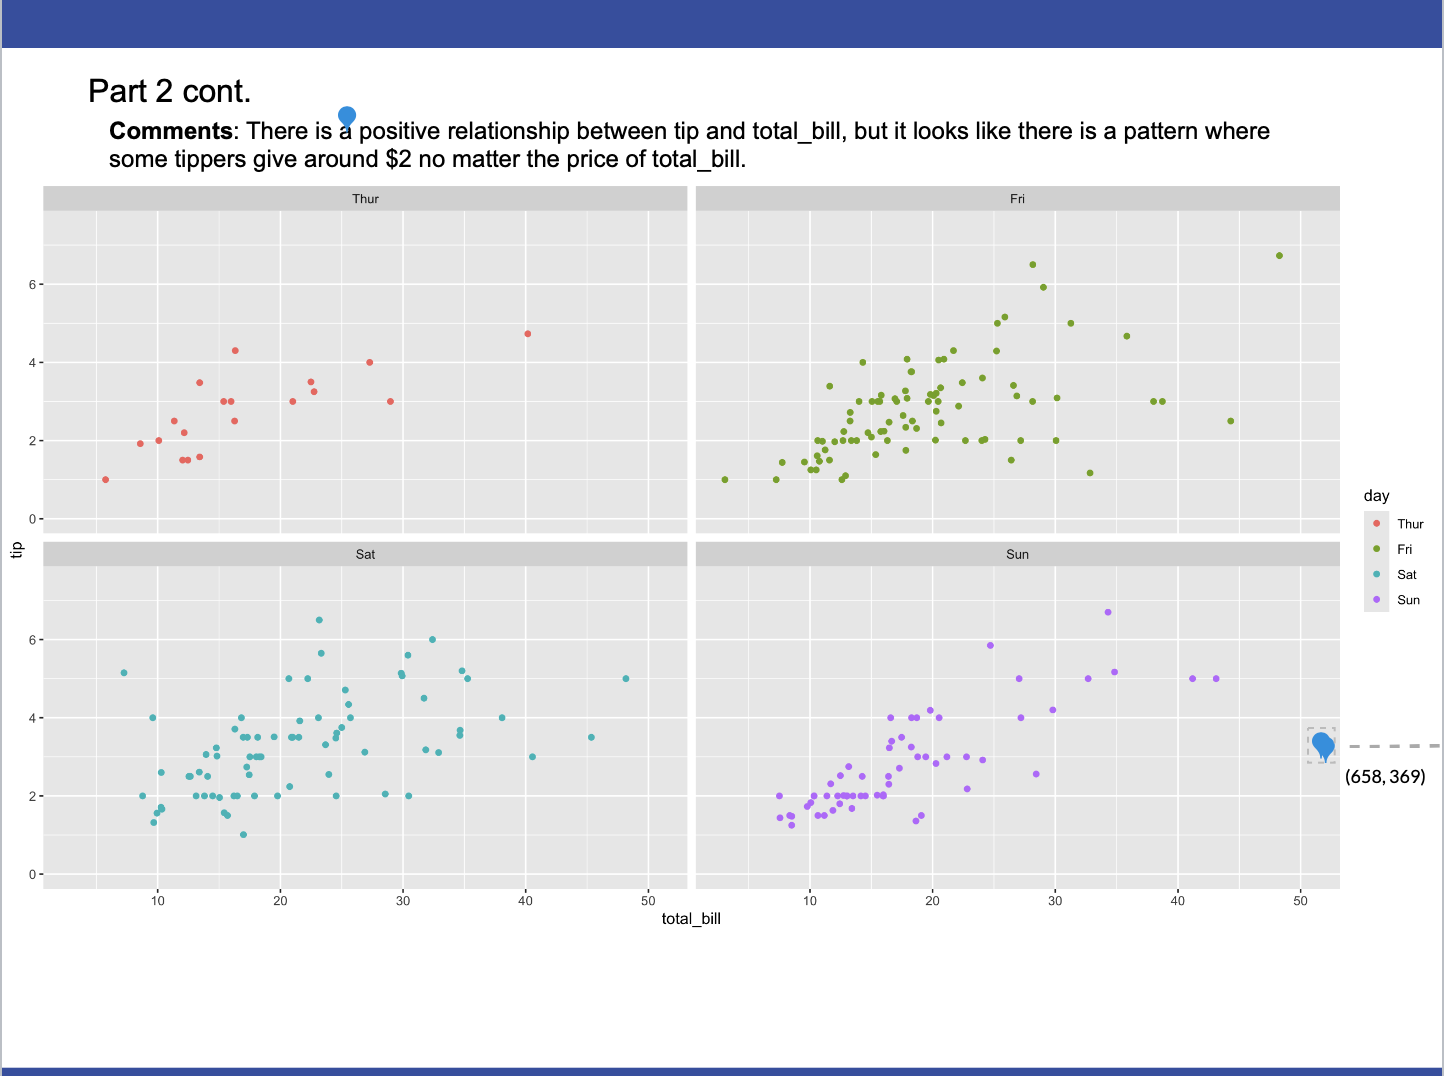 Part 2 cont.
Comments: There is a positive relationship between tip and total_bill, but it looks like there is a pattern where
some tippers give around $2 no matter the price of total_bill.
Thur
Fri
6
4
2
0
tip
Sat
Sun
6
4
2
0
10
20
30
40
50
10
20
30
40
50
total_bill
day
Thur
Fri
Sat
Sun
(658, 369)